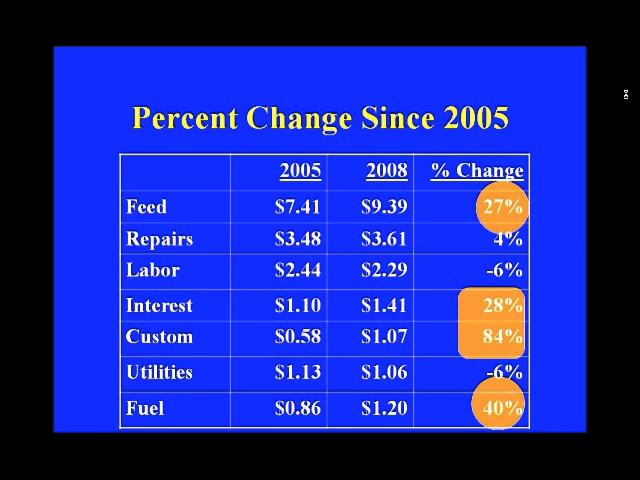 Percent Change Since 2005
2005 2008 % Change
Feed $7.41 $9.39 27%
Repairs $3.48 $3.61 4%
Labor $2.44 $2.29 -6%
Interest $1.10 $1.41 28%
Custom $0.58 $1.07 84%
Utilities $1.13 $1.06 -6%
Fuel $0.86 $1.20 40%